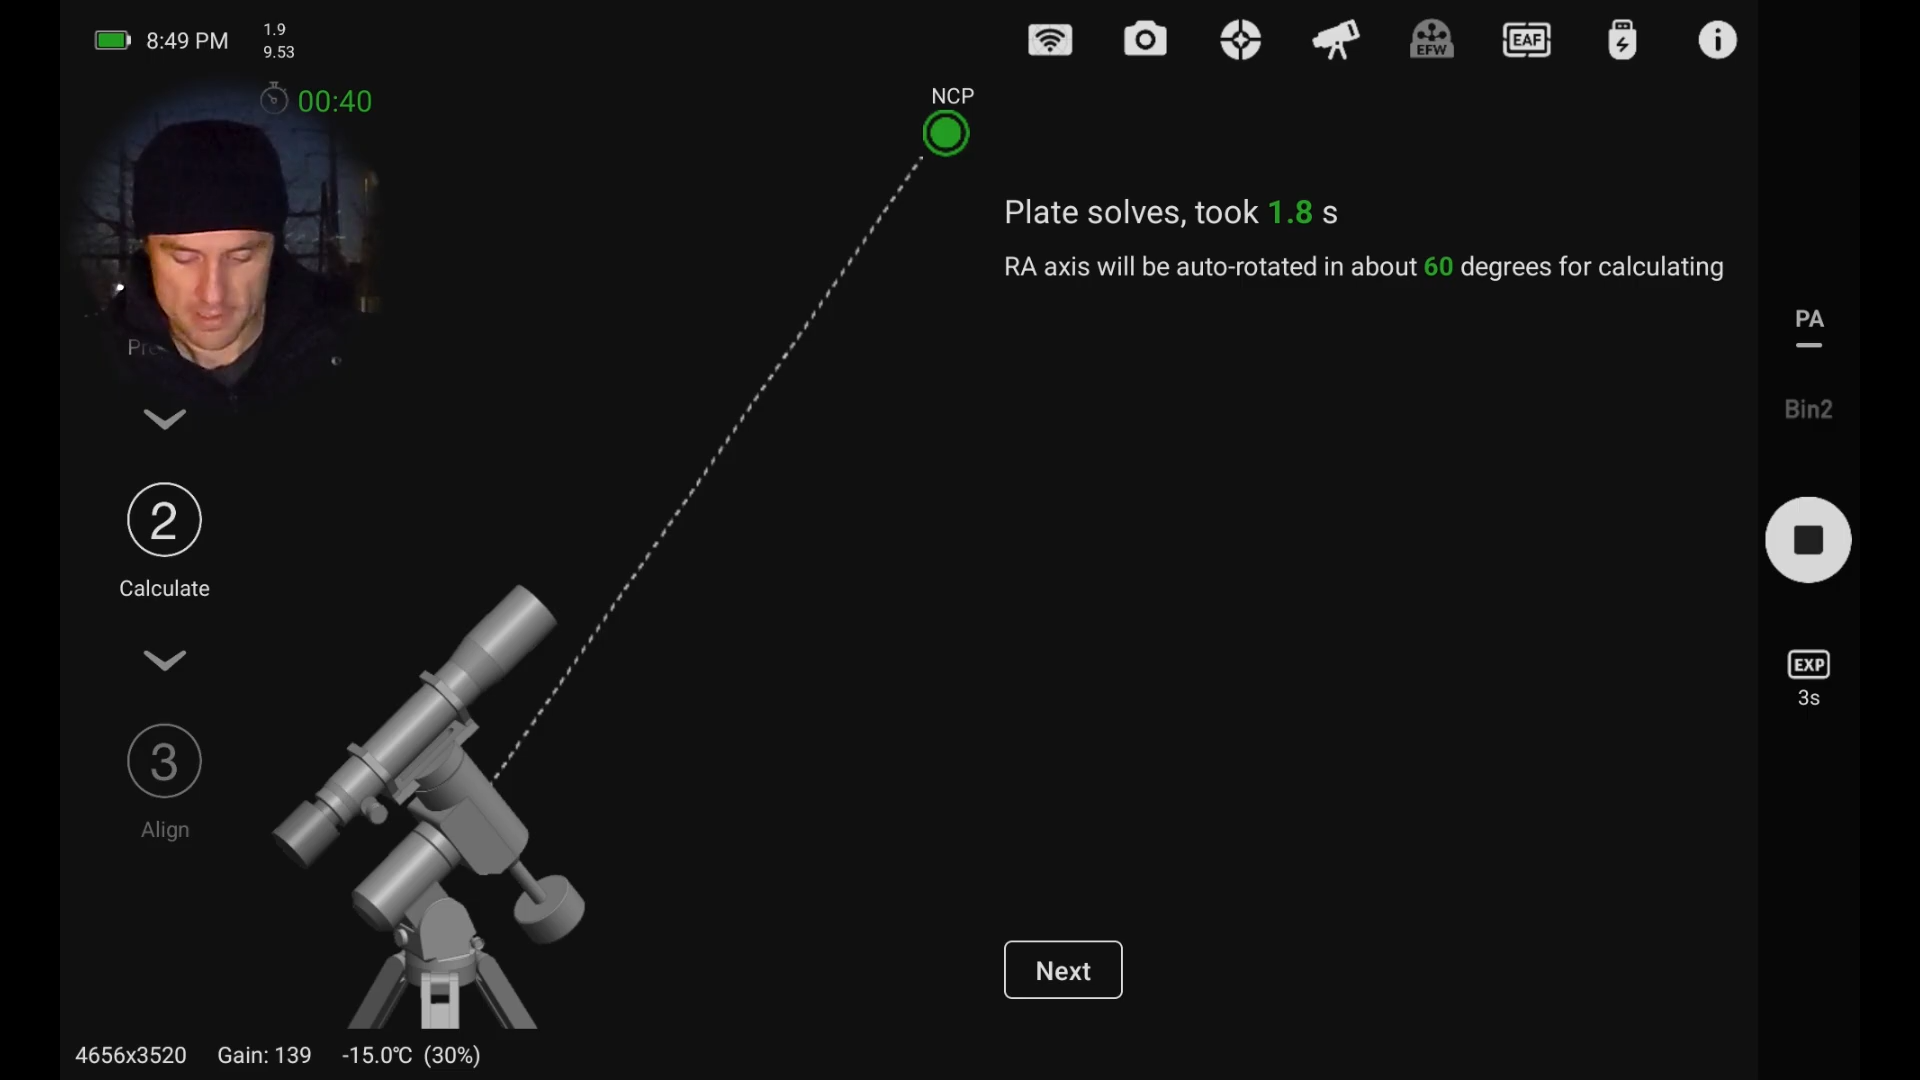 8:49 PM
1.9
9.53
00:40
EFW
EAF
NCP
Plate solves, took 1.8 s
RA axis will be auto-rotated in about 60 degrees for calculating
PA
Bin2
2
Calculate
EXP
3s
3
Align
Next
4656x3520 Gain: 139 -15.0℃ (30%)